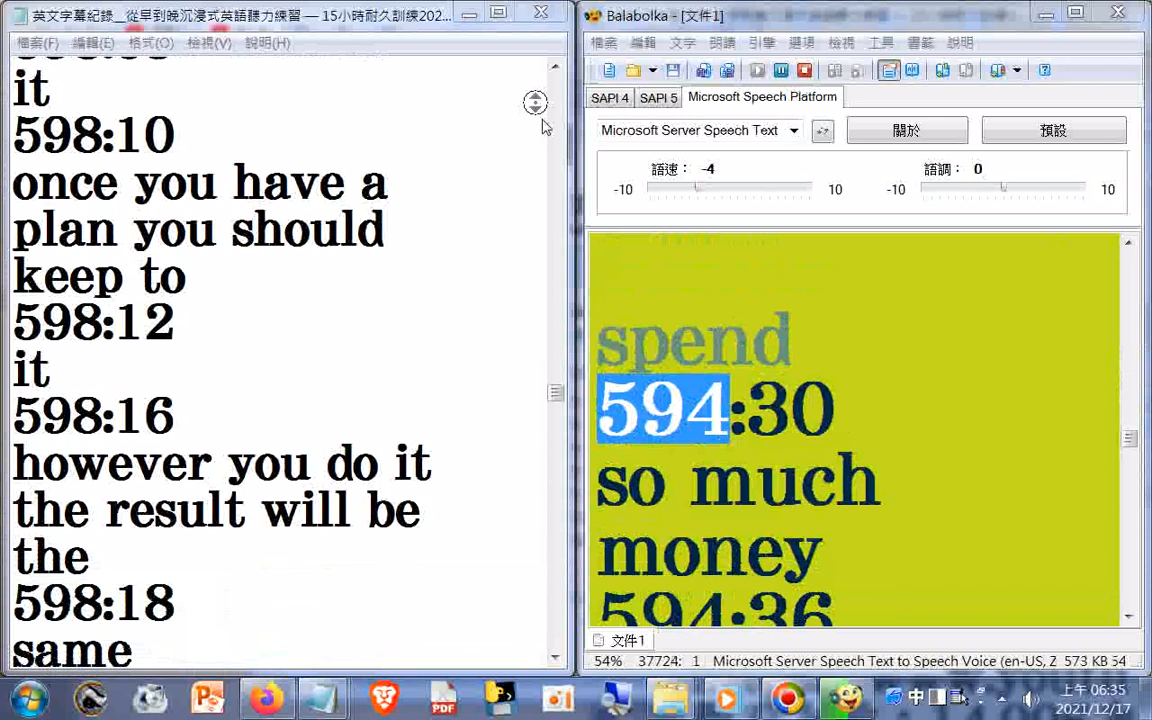 英文字幕紀錄__從早到晚沉浸式英語聽力練習 — 15小時耐久訓練202...
檔案(F) 編輯(E) 格式(O) 檢視(V) 說明(H)
it
598:10
once you have a
plan you should
keep to
598:12
it
598:16
however you do it
the result will be
the
598:18
same
Balabolka - [文件1]
檔案 編輯 文字 朗讀 引擎 選項 檢視 工具 書籤 說明
SAPI 4 SAPI 5 Microsoft Speech Platform
Microsoft Server Speech Text 關於 預設
語速： -4 語調： 0
-10 10 -10 10
spend
594:30
so much
money
594:36
文件1
54% 37724: 1 Microsoft Server Speech Text to Speech Voice (en-US, Z 573 KB 54
PDF 中 上午 06:35
2021/12/17